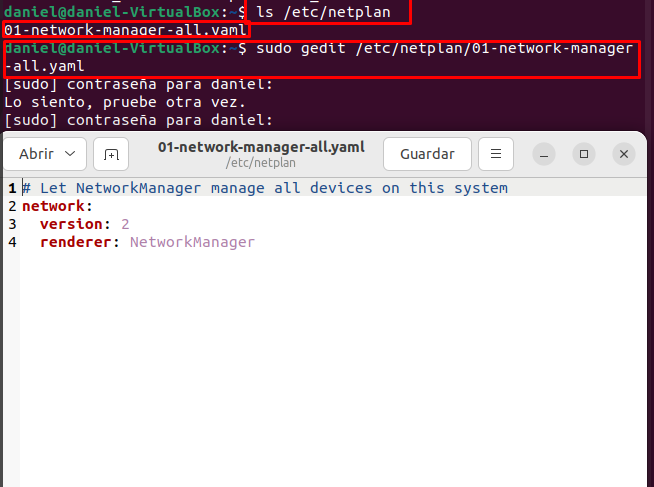 daniel@daniel-VirtualBox:~$ ls /etc/netplan
01-network-manager-all.yaml
daniel@daniel-VirtualBox:~$ sudo gedit /etc/netplan/01-network-manager
-all.yaml
[sudo] contraseña para daniel:
Lo siento, pruebe otra vez.
[sudo] contraseña para daniel:
Abrir
01-network-manager-all.yaml
/etc/netplan
Guardar
1 # Let NetworkManager manage all devices on this system
2 network:
3   version: 2
4   renderer: NetworkManager